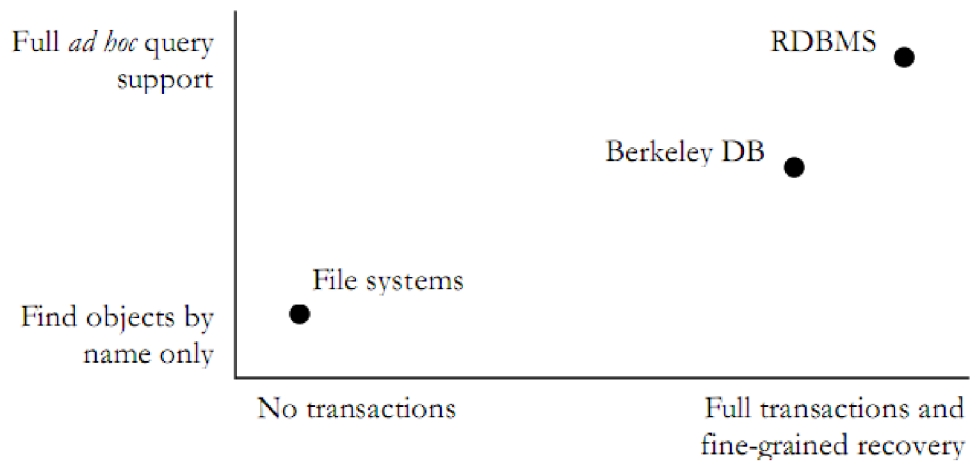 Full ad hoc query
support
RDBMS
Berkeley DB
File systems
Find objects by
name only
No transactions
Full transactions and
fine-grained recovery